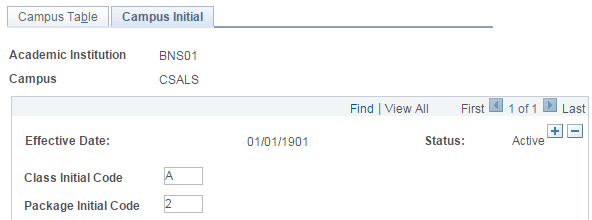 Campus Table Campus Initial
Academic Institution BNS01
Campus CSALS
Find | View All First 1 of 1 Last
Effective Date: 01/01/1901 Status: Active
Class Initial Code A
Package Initial Code 2